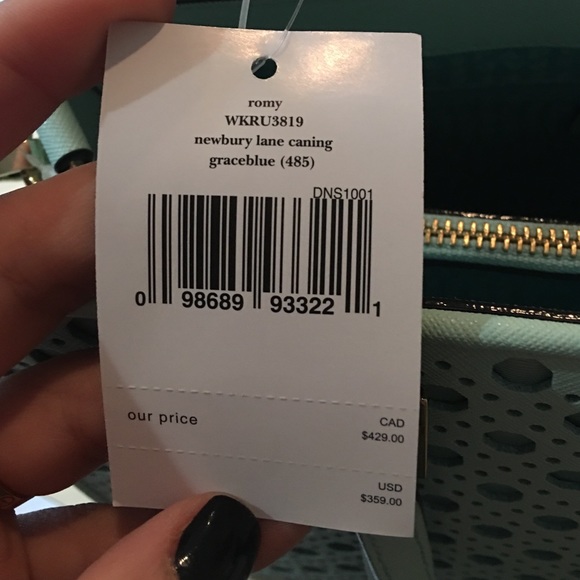 romy
WKRU3819
newbury lane caning
graceblue (485)
DNS1001
0 98689 93322 1
our price
CAD
$429.00
USD
$359.00